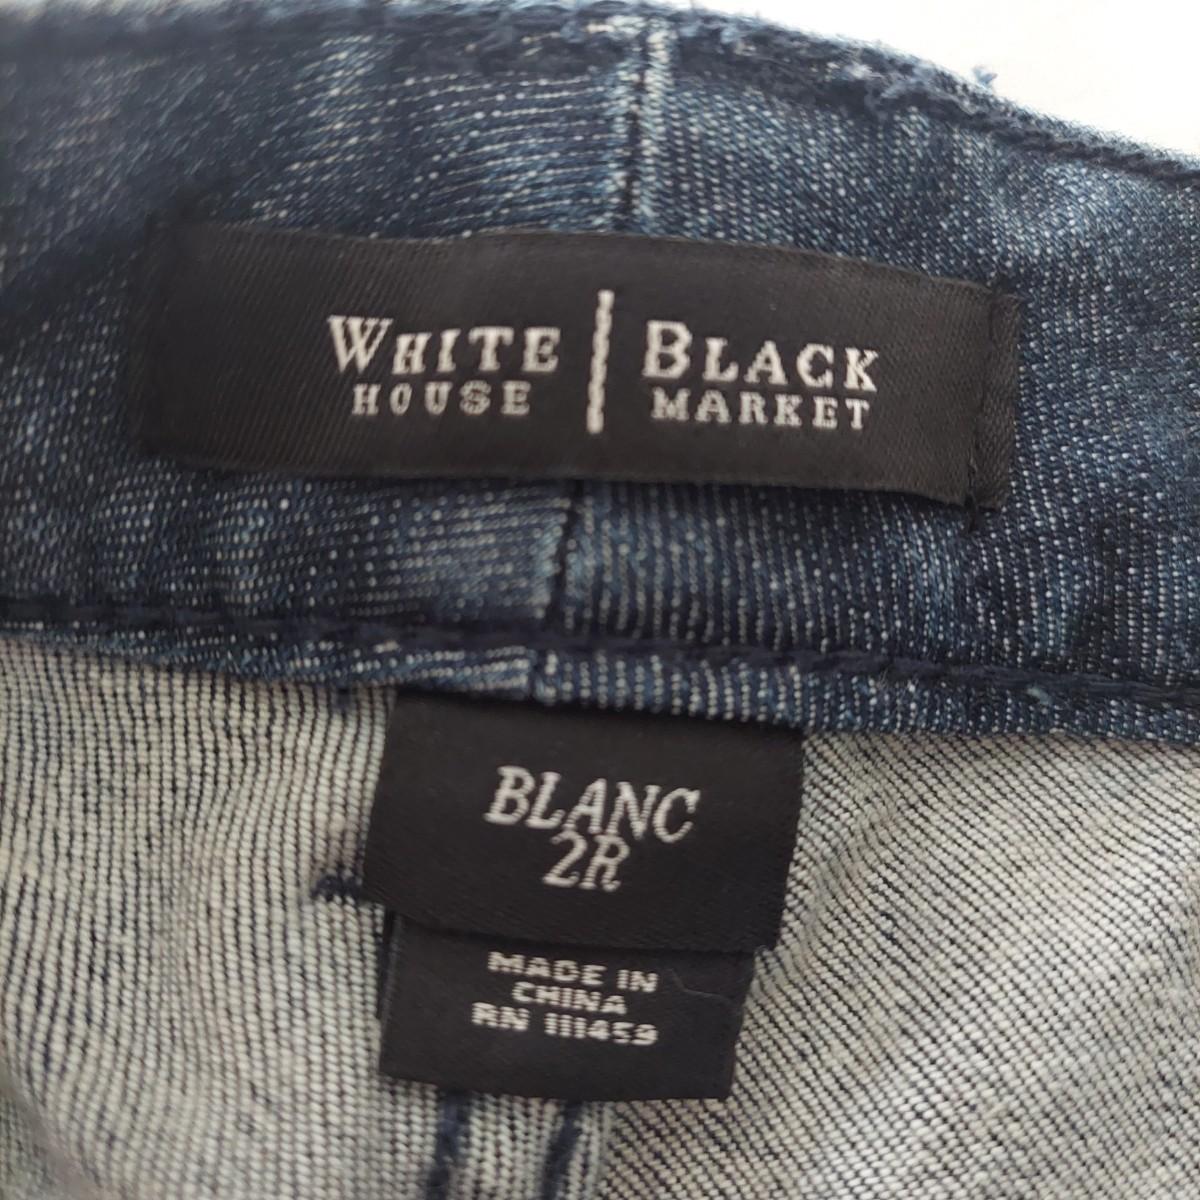 WHITE | BLACK
HOUSE | MARKET
BLANC
2R
MADE IN
CHINA
RN 111459